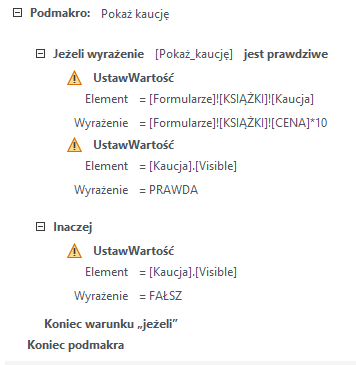 Podmakro: Pokaż kaucję
Jeżeli wyrażenie [Pokaż_kaucję] jest prawdziwe
UstawWartość
Element = [Formularze]![KSIĄŻKI]![Kaucja]
Wyrażenie = [Formularze]![KSIĄŻKI]![CENA]*10
UstawWartość
Element = [Kaucja].[Visible]
Wyrażenie = PRAWDA
Inaczej
UstawWartość
Element = [Kaucja].[Visible]
Wyrażenie = FAŁSZ
Koniec warunku „jeżeli”
Koniec podmakra